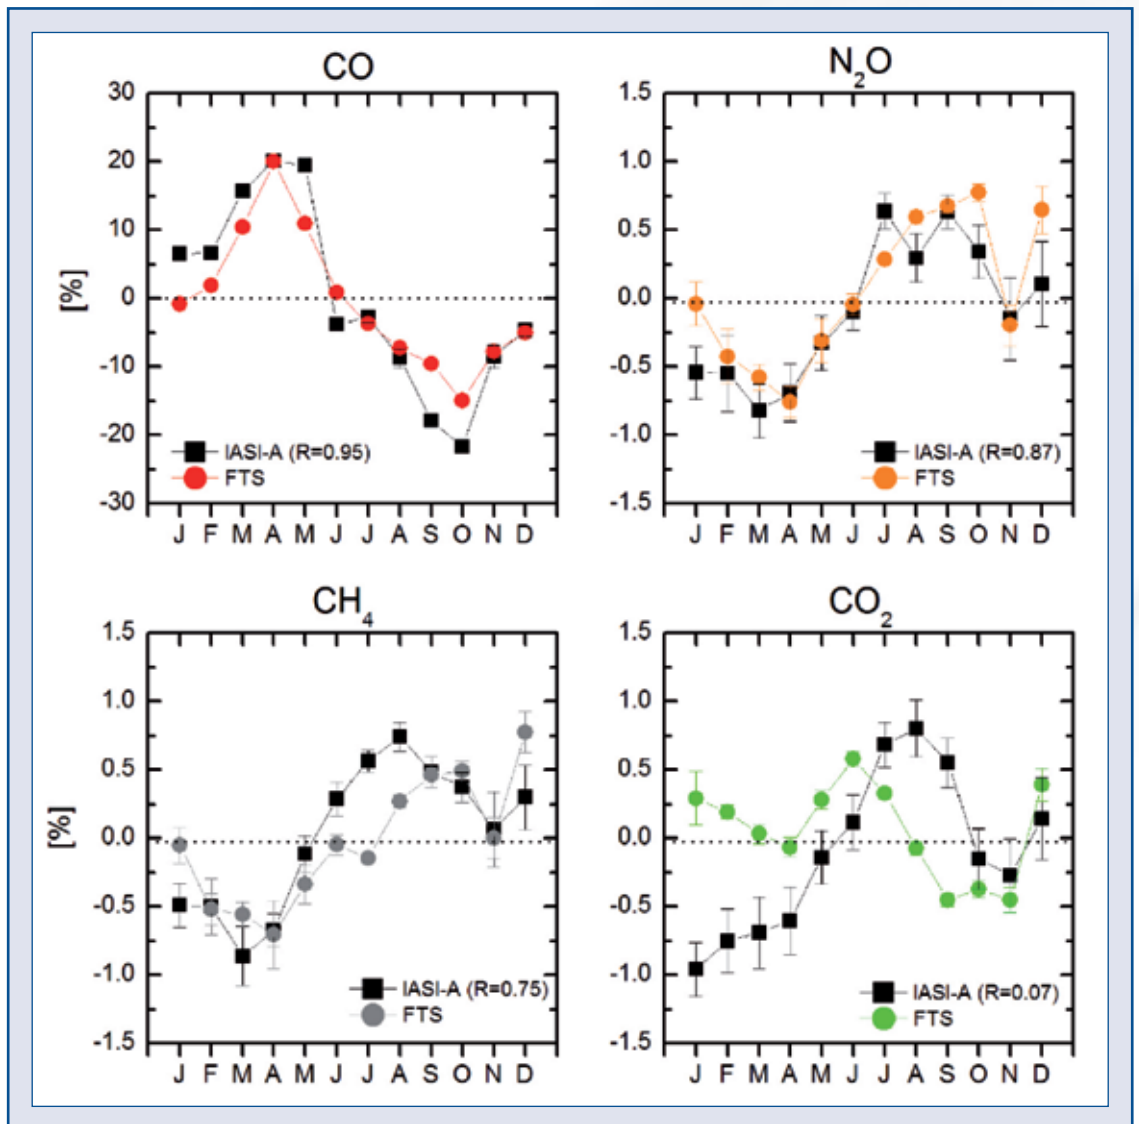 CO
[%]
30
20
10
0
-10
-20
-30
IASI-A (R=0.95)
FTS
J F M A M J J A S O N D
N₂O
1.5
1.0
0.5
0.0
-0.5
-1.0
-1.5
IASI-A (R=0.87)
FTS
J F M A M J J A S O N D
CH₄
[%]
1.5
1.0
0.5
0.0
-0.5
-1.0
-1.5
IASI-A (R=0.75)
FTS
J F M A M J J A S O N D
CO₂
1.5
1.0
0.5
0.0
-0.5
-1.0
-1.5
IASI-A (R=0.07)
FTS
J F M A M J J A S O N D